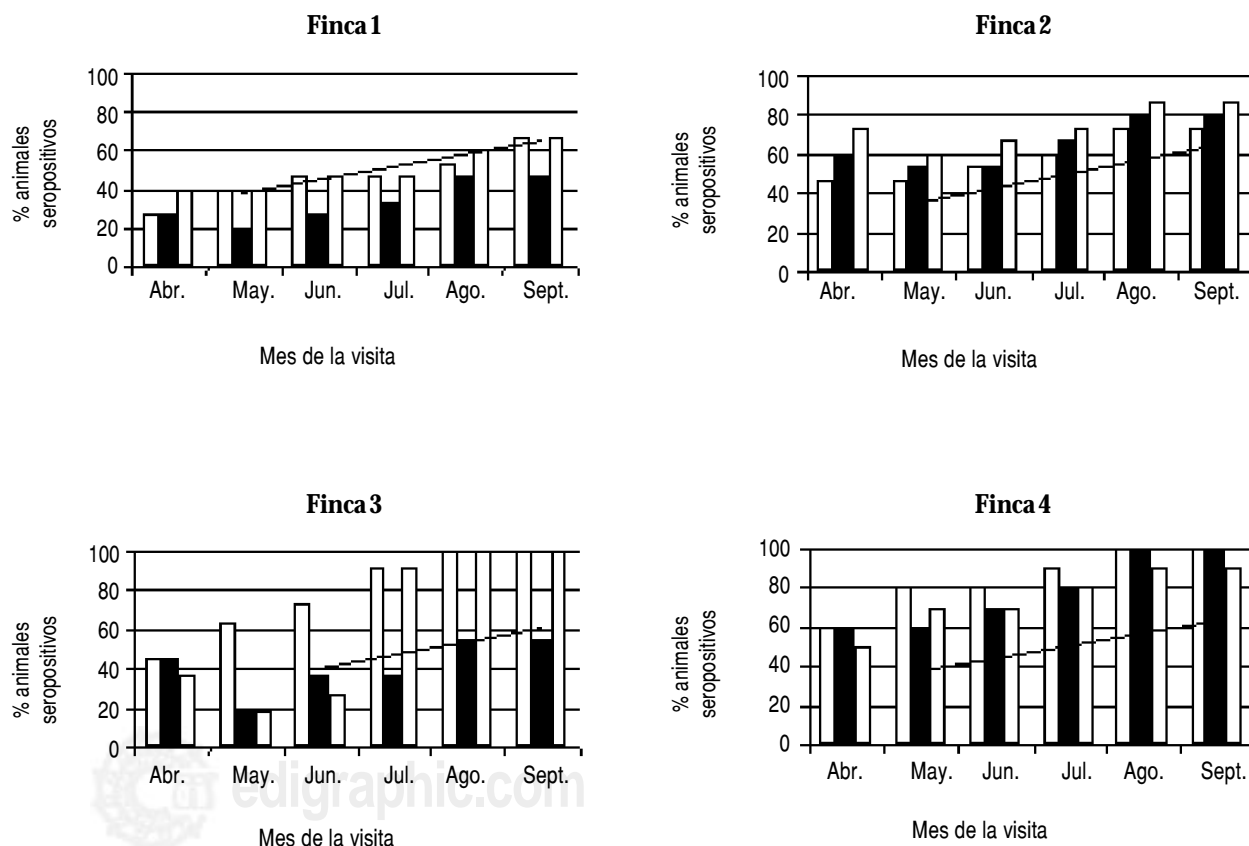 Finca 1
% animales
seropositivos
100
80
60
40
20
0
Abr. May. Jun. Jul. Ago. Sept.
Mes de la visita
Finca 2
% animales
seropositivos
100
80
60
40
20
0
Abr. May. Jun. Jul. Ago. Sept.
Mes de la visita
Finca 3
% animales
seropositivos
100
80
60
40
20
0
Abr. May. Jun. Jul. Ago. Sept.
edigraphic.com
Mes de la visita
Finca 4
% animales
seropositivos
100
80
60
40
20
0
Abr. May. Jun. Jul. Ago. Sept.
Mes de la visita